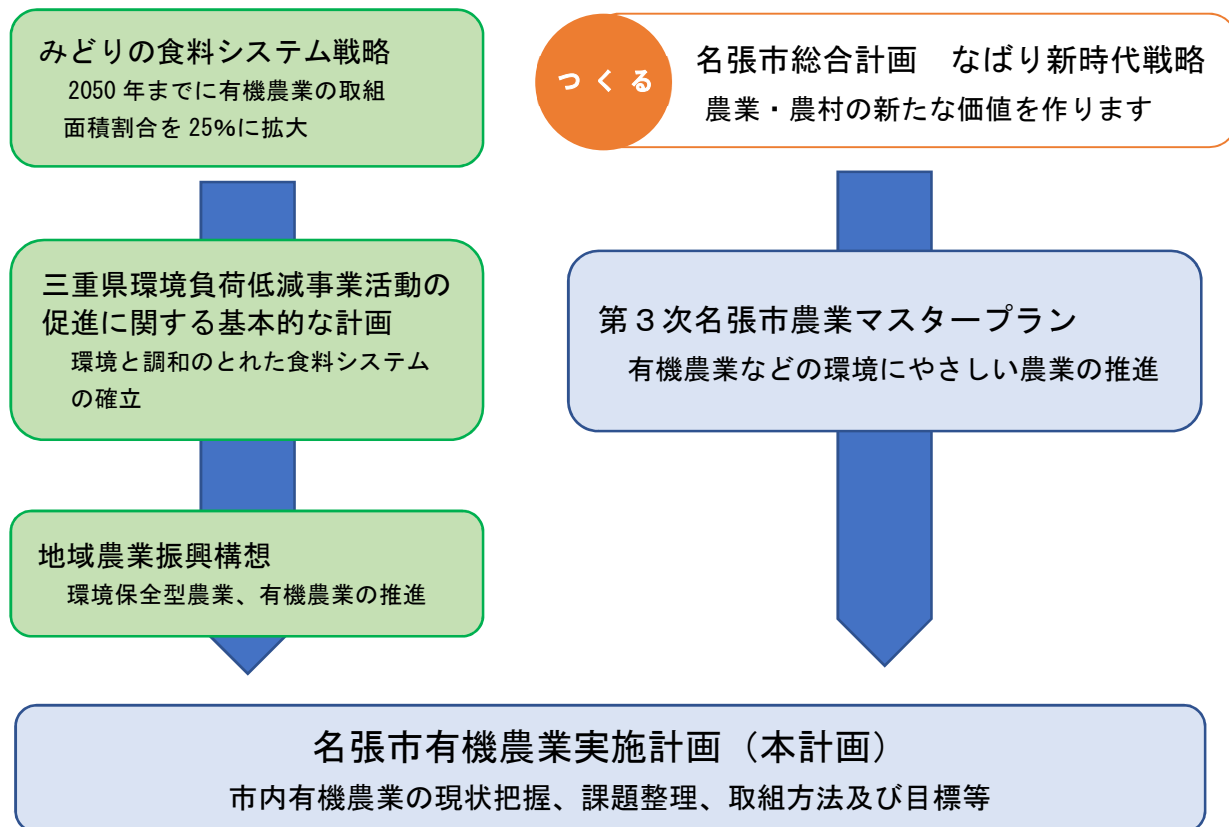 みどりの食料システム戦略
2050 年までに有機農業の取組
面積割合を 25%に拡大
つくる
名張市総合計画　なばり新時代戦略
農業・農村の新たな価値を作ります
三重県環境負荷低減事業活動の
促進に関する基本的な計画
環境と調和のとれた食料システム
の確立
第３次名張市農業マスタープラン
有機農業などの環境にやさしい農業の推進
地域農業振興構想
環境保全型農業、有機農業の推進
名張市有機農業実施計画（本計画）
市内有機農業の現状把握、課題整理、取組方法及び目標等